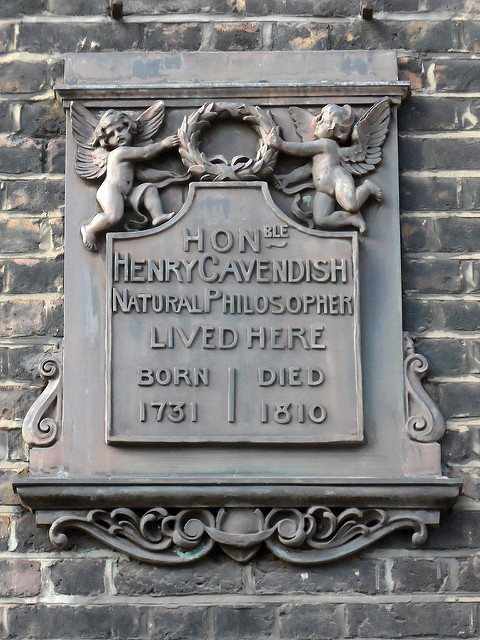 HONBLE
HENRY CAVENDISH
NATURAL PHILOSOPHER
LIVED HERE
BORN | DIED
1731 | 1810